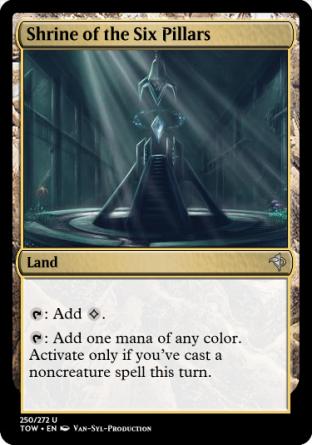 Shrine of the Six Pillars
Land
: Add .
: Add one mana of any color.
Activate only if you've cast a
noncreature spell this turn.
250/272 U
TOW • EN Van-Syl-Production